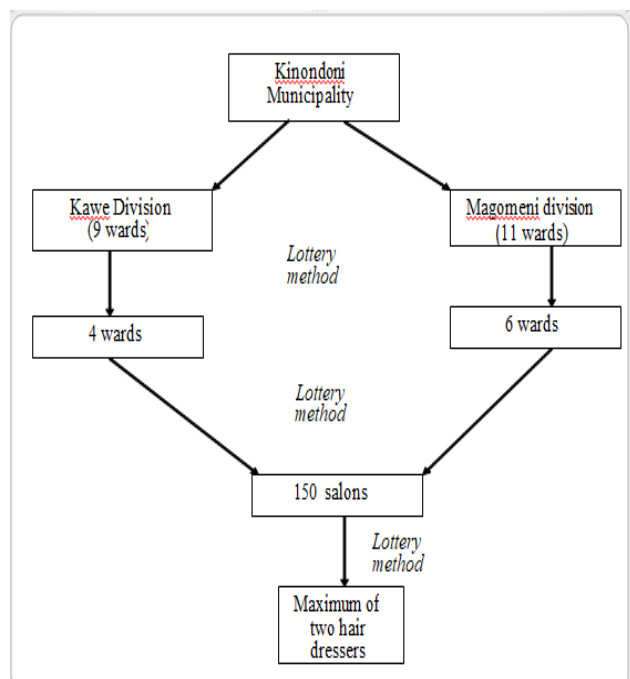 Kinondoni
Municipality
Kawe Division
(9 wards)
Magomeni division
(11 wards)
Lottery
method
4 wards
6 wards
Lottery
method
150 salons
Lottery
method
Maximum of
two hair
dressers